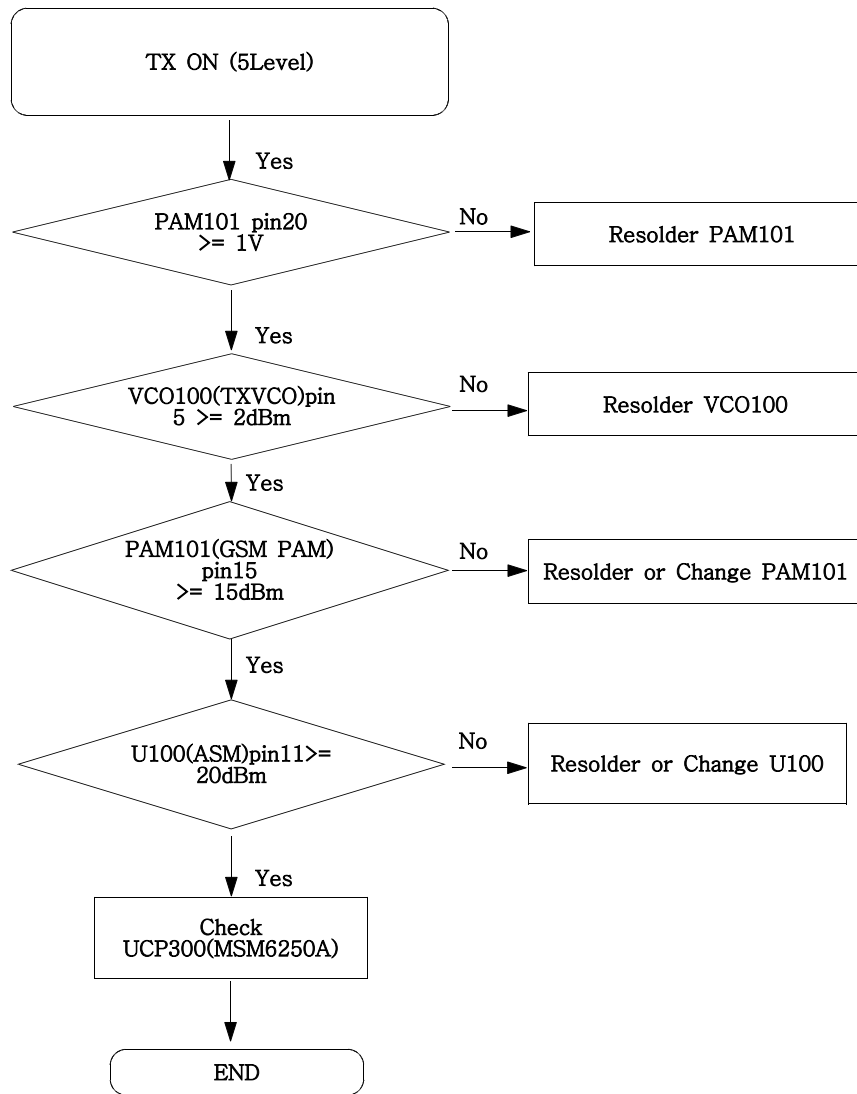 TX ON (5Level)
Yes
PAM101 pin20
>= 1V
No
Resolder PAM101
Yes
VCO100(TXVCO)pin
5 >= 2dBm
No
Resolder VCO100
Yes
PAM101(GSM PAM)
pin15
>= 15dBm
No
Resolder or Change PAM101
Yes
U100(ASM)pin11>=
20dBm
No
Resolder or Change U100
Yes
Check
UCP300(MSM6250A)
END